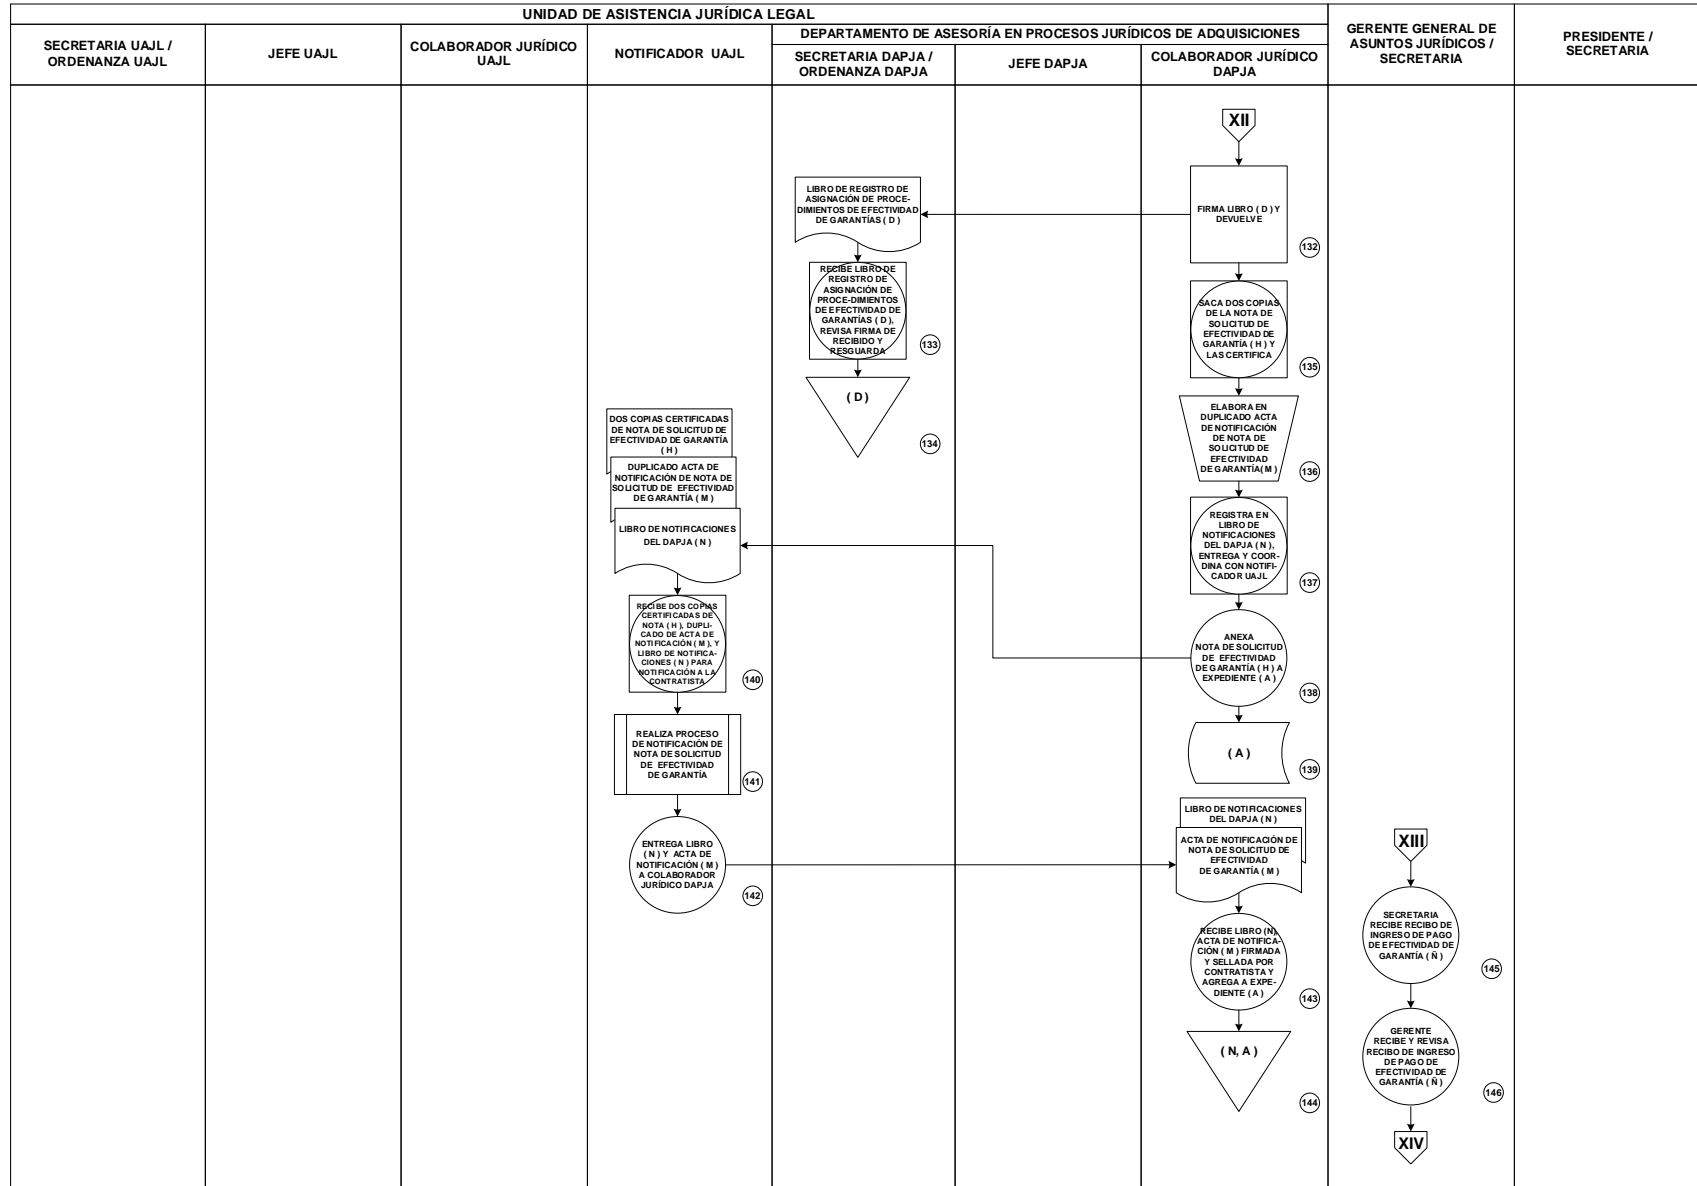 UNIDAD DE ASISTENCIA JURÍDICA LEGAL
SECRETARIA UAJL /
ORDENANZA UAJL
JEFE UAJL
COLABORADOR JURÍDICO
UAJL
NOTIFICADOR UAJL
DEPARTAMENTO DE ASESORÍA EN PROCESOS JURÍDICOS DE ADQUISICIONES
SECRETARIA DAPJA /
ORDENANZA DAPJA
JEFE DAPJA
COLABORADOR JURÍDICO
DAPJA
GERENTE GENERAL DE
ASUNTOS JURÍDICOS /
SECRETARIA
PRESIDENTE /
SECRETARIA
XII
FIRMA LIBRO ( D ) Y
DEVUELVE
132
LIBRO DE REGISTRO DE
ASIGNACIÓN DE PROCE-
DIMIENTOS DE EFECTIVIDAD
DE GARANTÍAS ( D )
RECIBE LIBRO DE
REGISTRO DE
ASIGNACIÓN DE
PROCE-DIMIENTOS
DE EFECTIVIDAD DE
GARANTÍAS ( D ),
REVISA FIRMA DE
RECIBIDO Y
RESGUARDA
133
( D )
134
SACA DOS COPIAS
DE LA NOTA DE
SOLICITUD DE
EFECTIVIDAD DE
GARANTÍA ( H ) Y
LAS CERTIFICA
135
ELABORA EN
DUPLICADO ACTA
DE NOTIFICACIÓN
DE NOTA DE
SOLICITUD DE
EFECTIVIDAD
DE GARANTÍA( M )
136
REGISTRA EN
LIBRO DE
NOTIFICACIONES
DEL DAPJA ( N ),
ENTREGA Y COOR-
DINA CON NOTIFI-
CADOR UAJL
137
ANEXA
NOTA DE SOLICITUD
DE EFECTIVIDAD
DE GARANTÍA ( H ) A
EXPEDIENTE ( A )
138
( A )
139
DOS COPIAS CERTIFICADAS
DE NOTA DE SOLICITUD DE
EFECTIVIDAD DE GARANTÍA
( H )
DUPLICADO ACTA DE
NOTIFICACIÓN DE NOTA DE
SOLICITUD DE EFECTIVIDAD
DE GARANTÍA ( M )
LIBRO DE NOTIFICACIONES
DEL DAPJA ( N )
RECIBE DOS COPIAS
CERTIFICADAS DE
NOTA ( H ), DUPLI-
CADO DE ACTA DE
NOTIFICACIÓN ( M ), Y
LIBRO DE NOTIFICA-
CIONES ( N ) PARA
NOTIFICACIÓN A LA
CONTRATISTA
140
REALIZA PROCESO
DE NOTIFICACIÓN DE
NOTA DE SOLICITUD
DE EFECTIVIDAD
DE GARANTÍA
141
ENTREGA LIBRO
( N ) Y ACTA DE
NOTIFICACIÓN ( M )
A COLABORADOR
JURÍDICO DAPJA
142
LIBRO DE NOTIFICACIONES
DEL DAPJA ( N )
ACTA DE NOTIFICACIÓN DE
NOTA DE SOLICITUD DE
EFECTIVIDAD
DE GARANTÍA ( M )
RECIBE LIBRO (N),
ACTA DE NOTIFICA-
CIÓN ( M ) FIRMADA
Y SELLADA POR
CONTRATISTA Y
AGREGA A EXPE-
DIENTE ( A )
143
( N, A )
144
XIII
SECRETARIA
RECIBE RECIBO DE
INGRESO DE PAGO
DE EFECTIVIDAD DE
GARANTÍA ( Ñ )
145
GERENTE
RECIBE Y REVISA
RECIBO DE INGRESO
DE PAGO DE
EFECTIVIDAD DE
GARANTÍA ( Ñ )
146
XIV